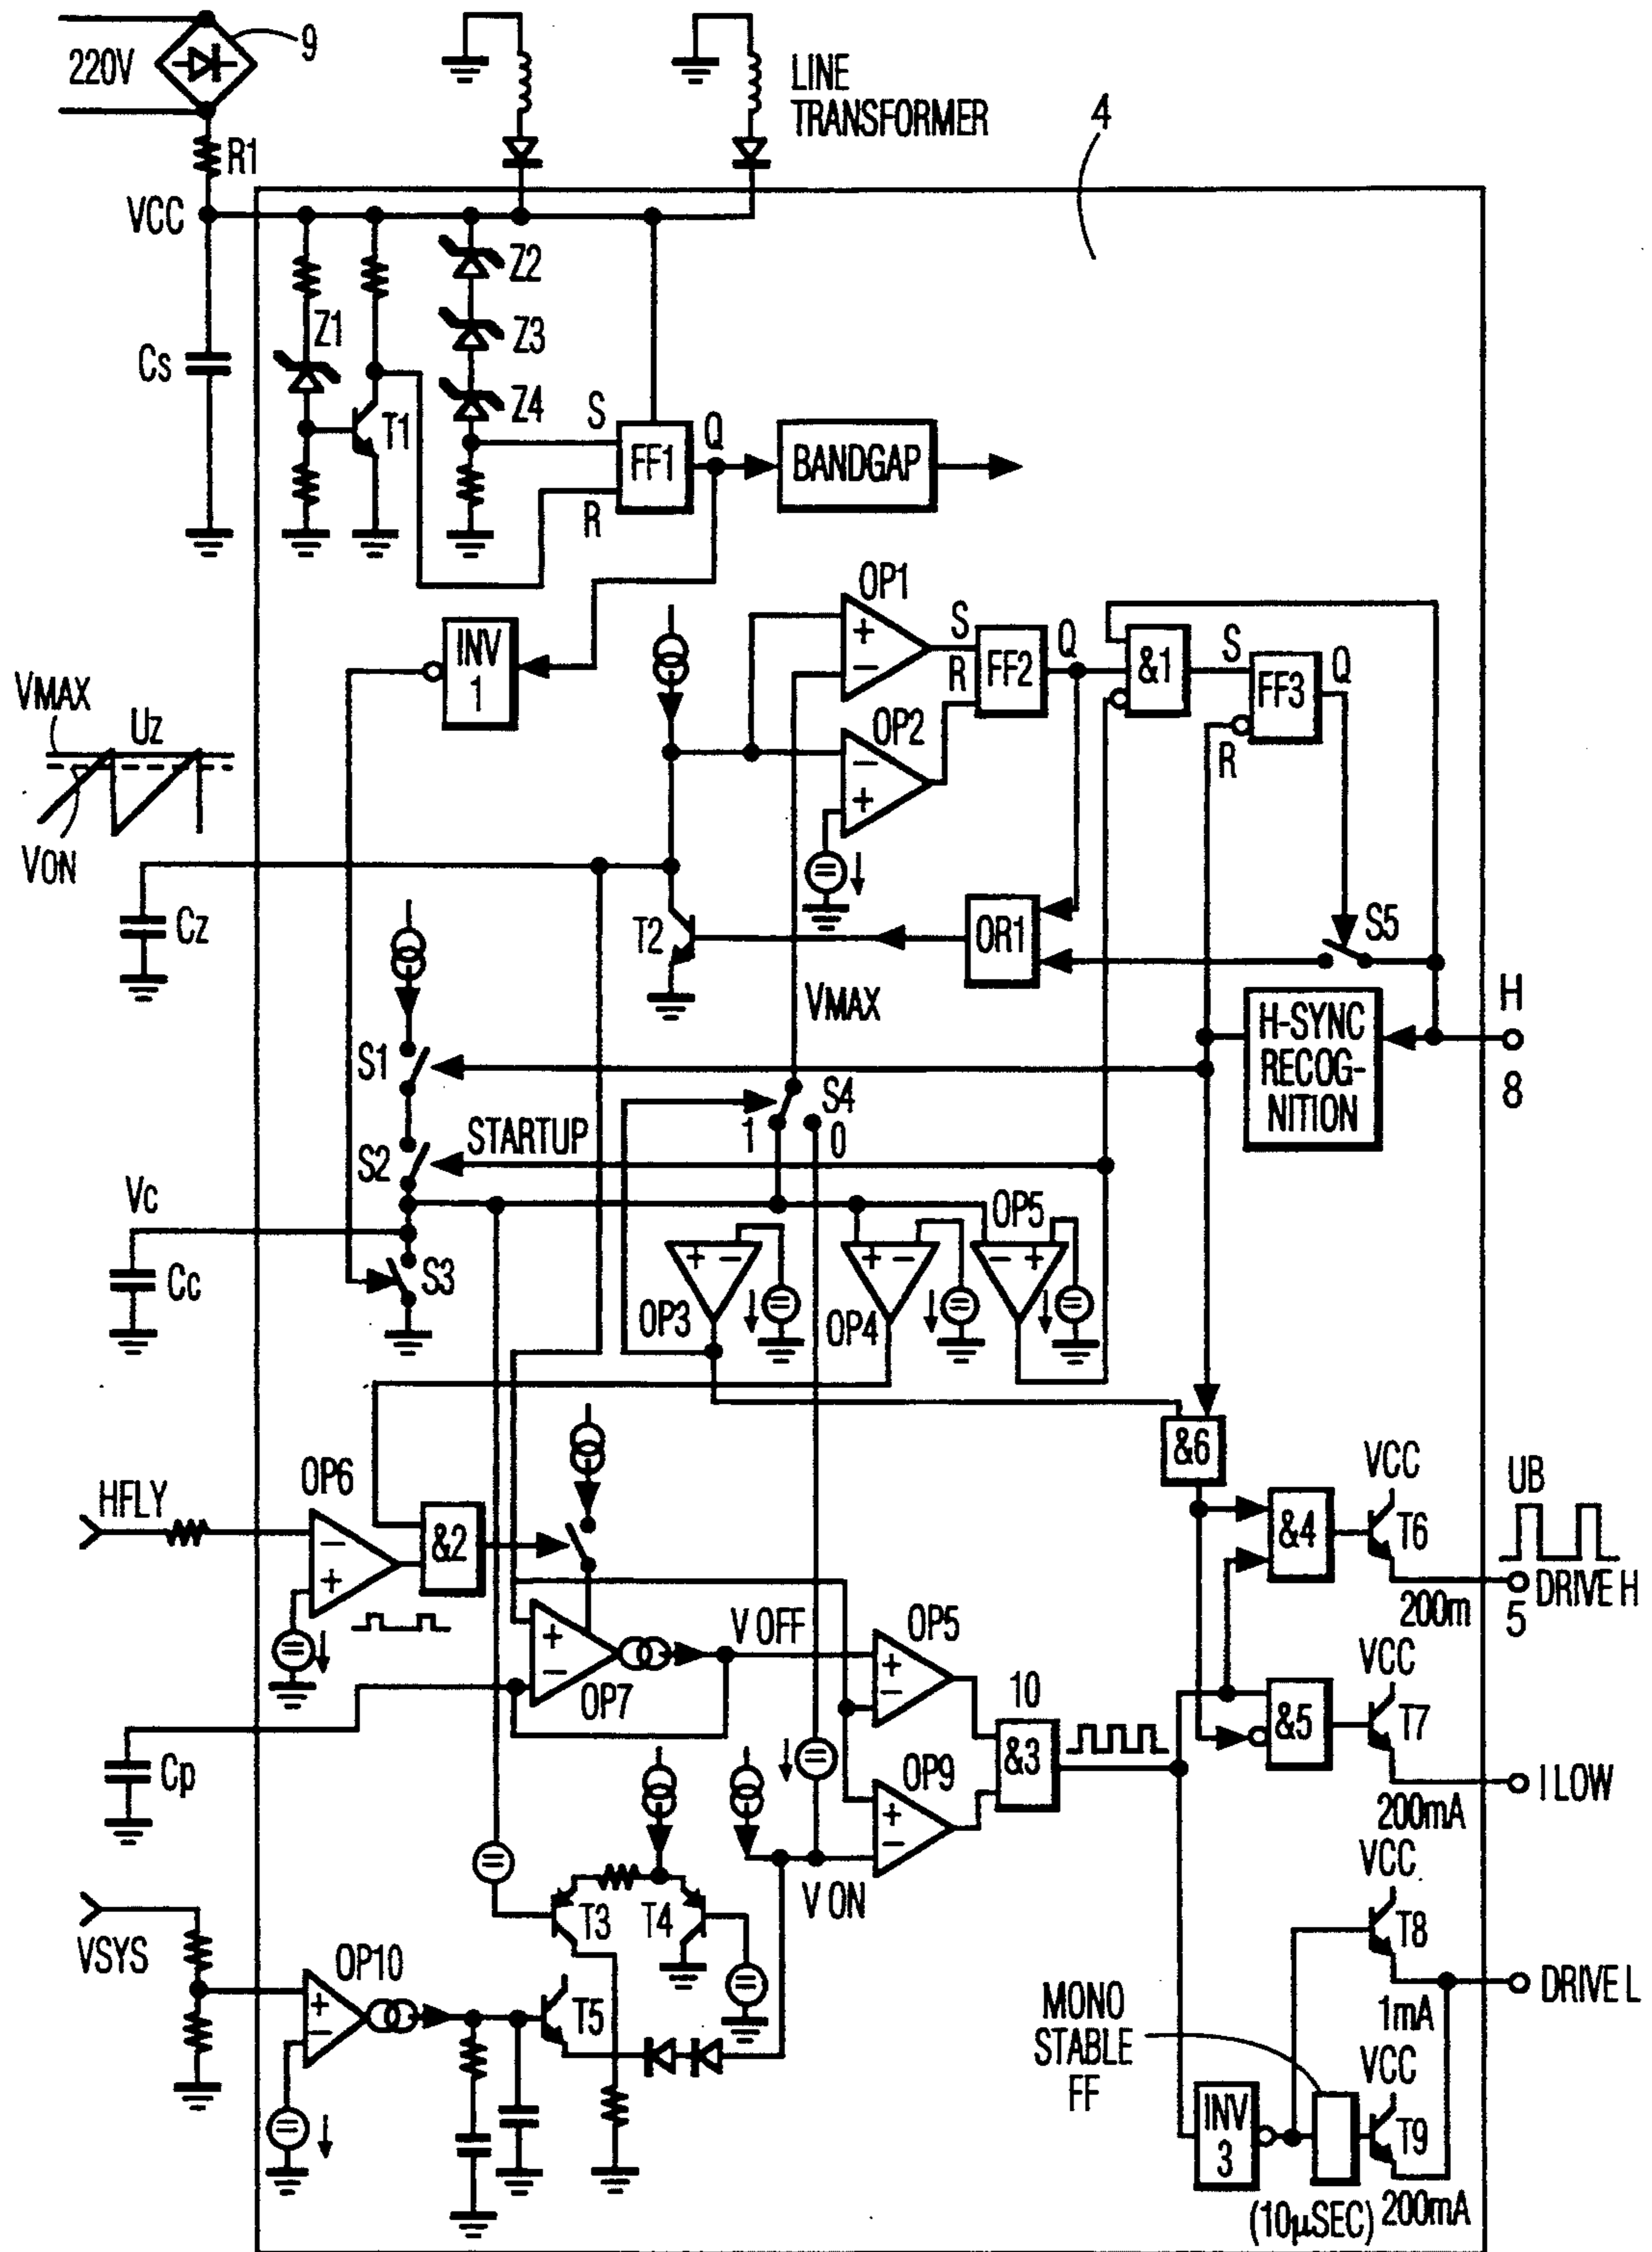 220V
9
LINE
TRANSFORMER
4
R1
VCC
Z2
Z1
Z3
Cs
Z4
T1
S
FF1
Q
BANDGAP
R
OP1
INV
1
S
R
FF2
Q
&1
S
FF3
Q
R
VMAX
Uz
OP2
VON
Cz
T2
OR1
S5
VMAX
H
8
H-SYNC
RECOG-
NITION
S1
S4
1
0
STARTUP
S2
Vc
OP5
Cc
S3
OP3
OP4
+
-
+
-
-
+
&6
HFLY
OP6
&2
-
+
&4
VCC
T6
UB
DRIVE H
5
200m
V OFF
OP5
+
-
OP7
10
&3
&5
VCC
T7
I LOW
200mA
Cp
OP9
+
-
V ON
T3
T4
VSYS
OP10
+
-
T5
VCC
T8
DRIVE L
1mA
MONO
STABLE
FF
VCC
INV
3
T9
(10µSEC)
200mA